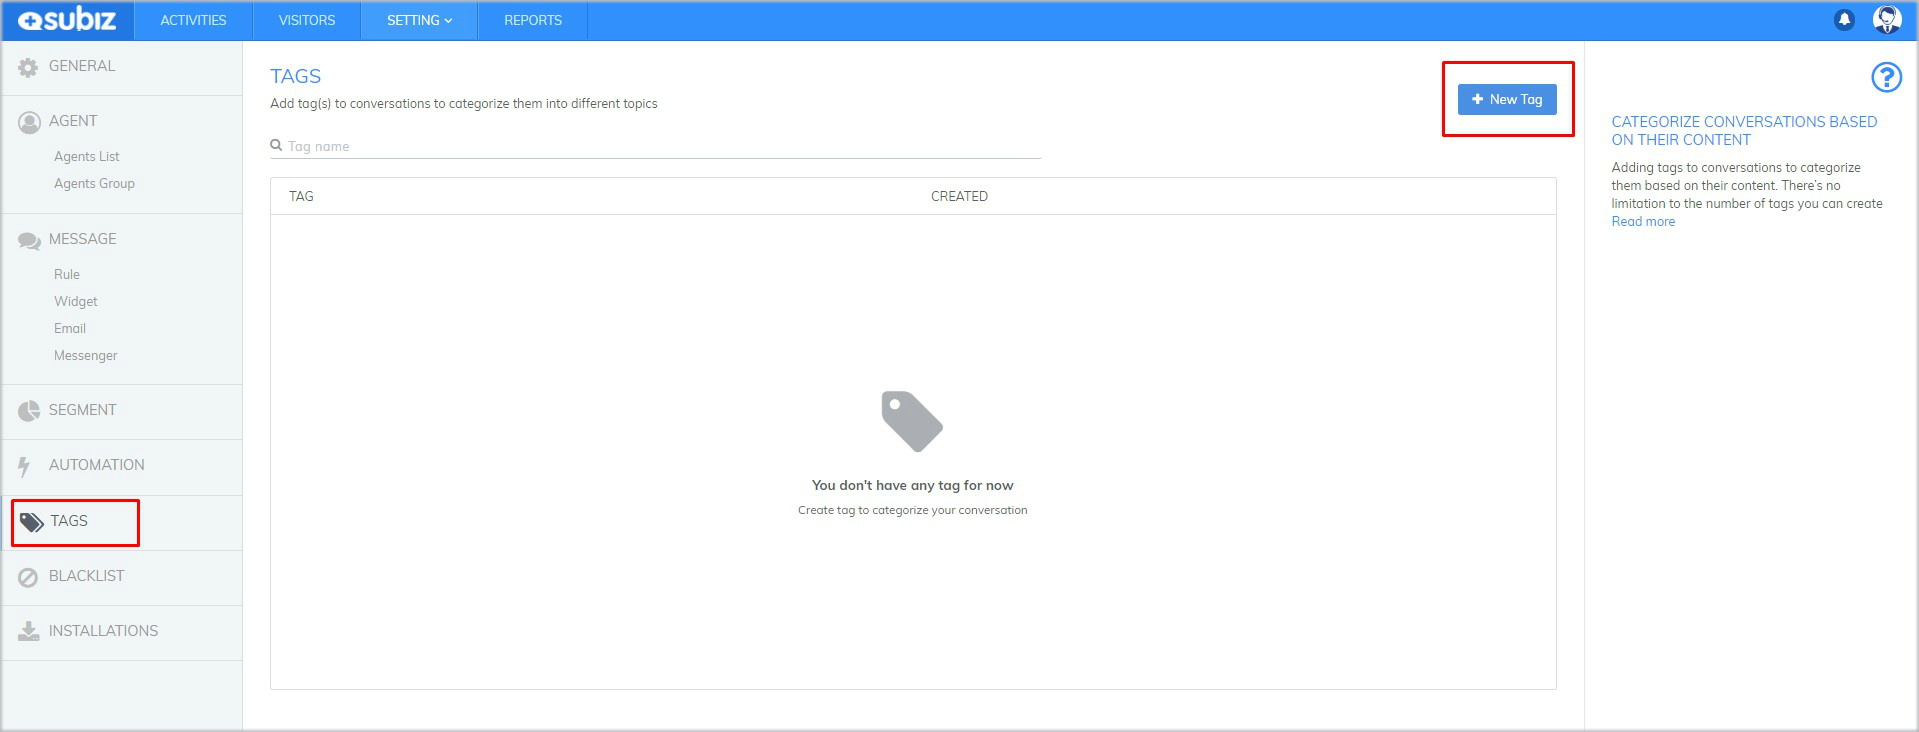 subiz
ACTIVITIES
VISITORS
SETTING
REPORTS
GENERAL
AGENT
Agents List
Agents Group
MESSAGE
Rule
Widget
Email
Messenger
SEGMENT
AUTOMATION
TAGS
BLACKLIST
INSTALLATIONS
TAGS
Add tag(s) to conversations to categorize them into different topics
New Tag
Tag name
TAG
CREATED
You don't have any tag for now
Create tag to categorize your conversation
CATEGORIZE CONVERSATIONS BASED
ON THEIR CONTENT
Adding tags to conversations to categorize
them based on their content. There's no
limitation to the number of tags you can create
Read more